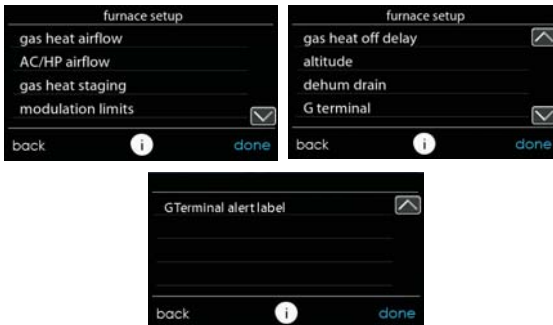 furnace setup
gas heat airflow
AC/HP airflow
gas heat staging
modulation limits
back i done
furnace setup
gas heat off delay
altitude
dehum drain
G terminal
back i done
GTerminal alert label
back i done